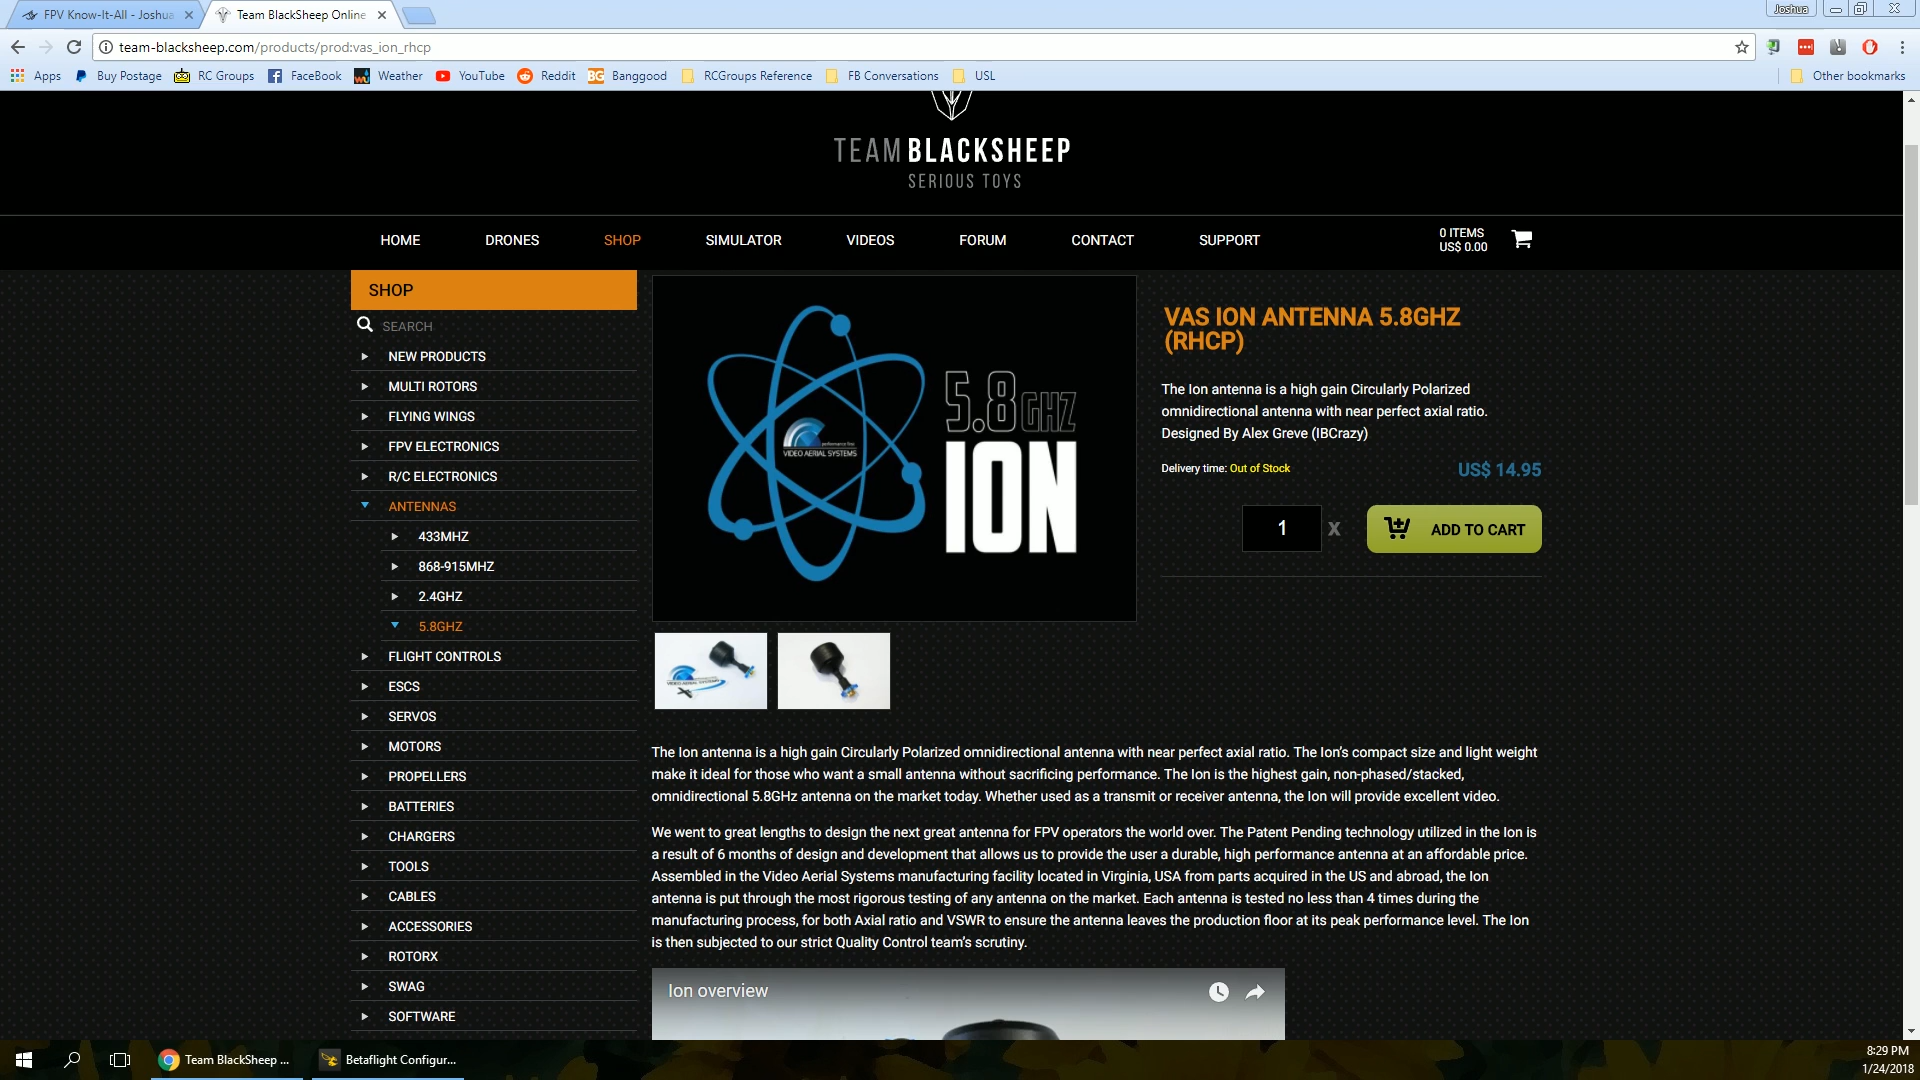 FPV Know-It-All - Joshua
Team BlackSheep Online
Joshua
team-blacksheep.com/products/prod:vas_ion_rhcp
Apps
Buy Postage
RC Groups
FaceBook
Weather
YouTube
Reddit
BG
Banggood
RCGroups Reference
FB Conversations
USL
Other bookmarks
TEAM BLACKSHEEP
SERIOUS TOYS
HOME
DRONES
SHOP
SIMULATOR
VIDEOS
FORUM
CONTACT
SUPPORT
0 ITEMS
US$ 0.00
SHOP
SEARCH
NEW PRODUCTS
MULTI ROTORS
FLYING WINGS
FPV ELECTRONICS
R/C ELECTRONICS
ANTENNAS
433MHZ
868-915MHZ
2.4GHZ
5.8GHZ
FLIGHT CONTROLS
ESCS
SERVOS
MOTORS
PROPELLERS
BATTERIES
CHARGERS
TOOLS
CABLES
ACCESSORIES
ROTORX
SWAG
SOFTWARE
VIDEO AERIAL SYSTEMS
5.8GHZ
ION
VAS ION ANTENNA 5.8GHZ
(RHCP)
The Ion antenna is a high gain Circularly Polarized
omnidirectional antenna with near perfect axial ratio.
Designed By Alex Greve (IBCrazy)
Delivery time: Out of Stock
US$ 14.95
1
X
ADD TO CART
The Ion antenna is a high gain Circularly Polarized omnidirectional antenna with near perfect axial ratio. The Ion’s compact size and light weight
make it ideal for those who want a small antenna without sacrificing performance. The Ion is the highest gain, non-phased/stacked,
omnidirectional 5.8GHz antenna on the market today. Whether used as a transmit or receiver antenna, the Ion will provide excellent video.
We went to great lengths to design the next great antenna for FPV operators the world over. The Patent Pending technology utilized in the Ion is
a result of 6 months of design and development that allows us to provide the user a durable, high performance antenna at an affordable price.
Assembled in the Video Aerial Systems manufacturing facility located in Virginia, USA from parts acquired in the US and abroad, the Ion
antenna is put through the most rigorous testing of any antenna on the market. Each antenna is tested no less than 4 times during the
manufacturing process, for both Axial ratio and VSWR to ensure the antenna leaves the production floor at its peak performance level. The Ion
is then subjected to our strict Quality Control team’s scrutiny.
Ion overview
Team BlackSheep ...
Betaflight Configur...
8:29 PM
1/24/2018